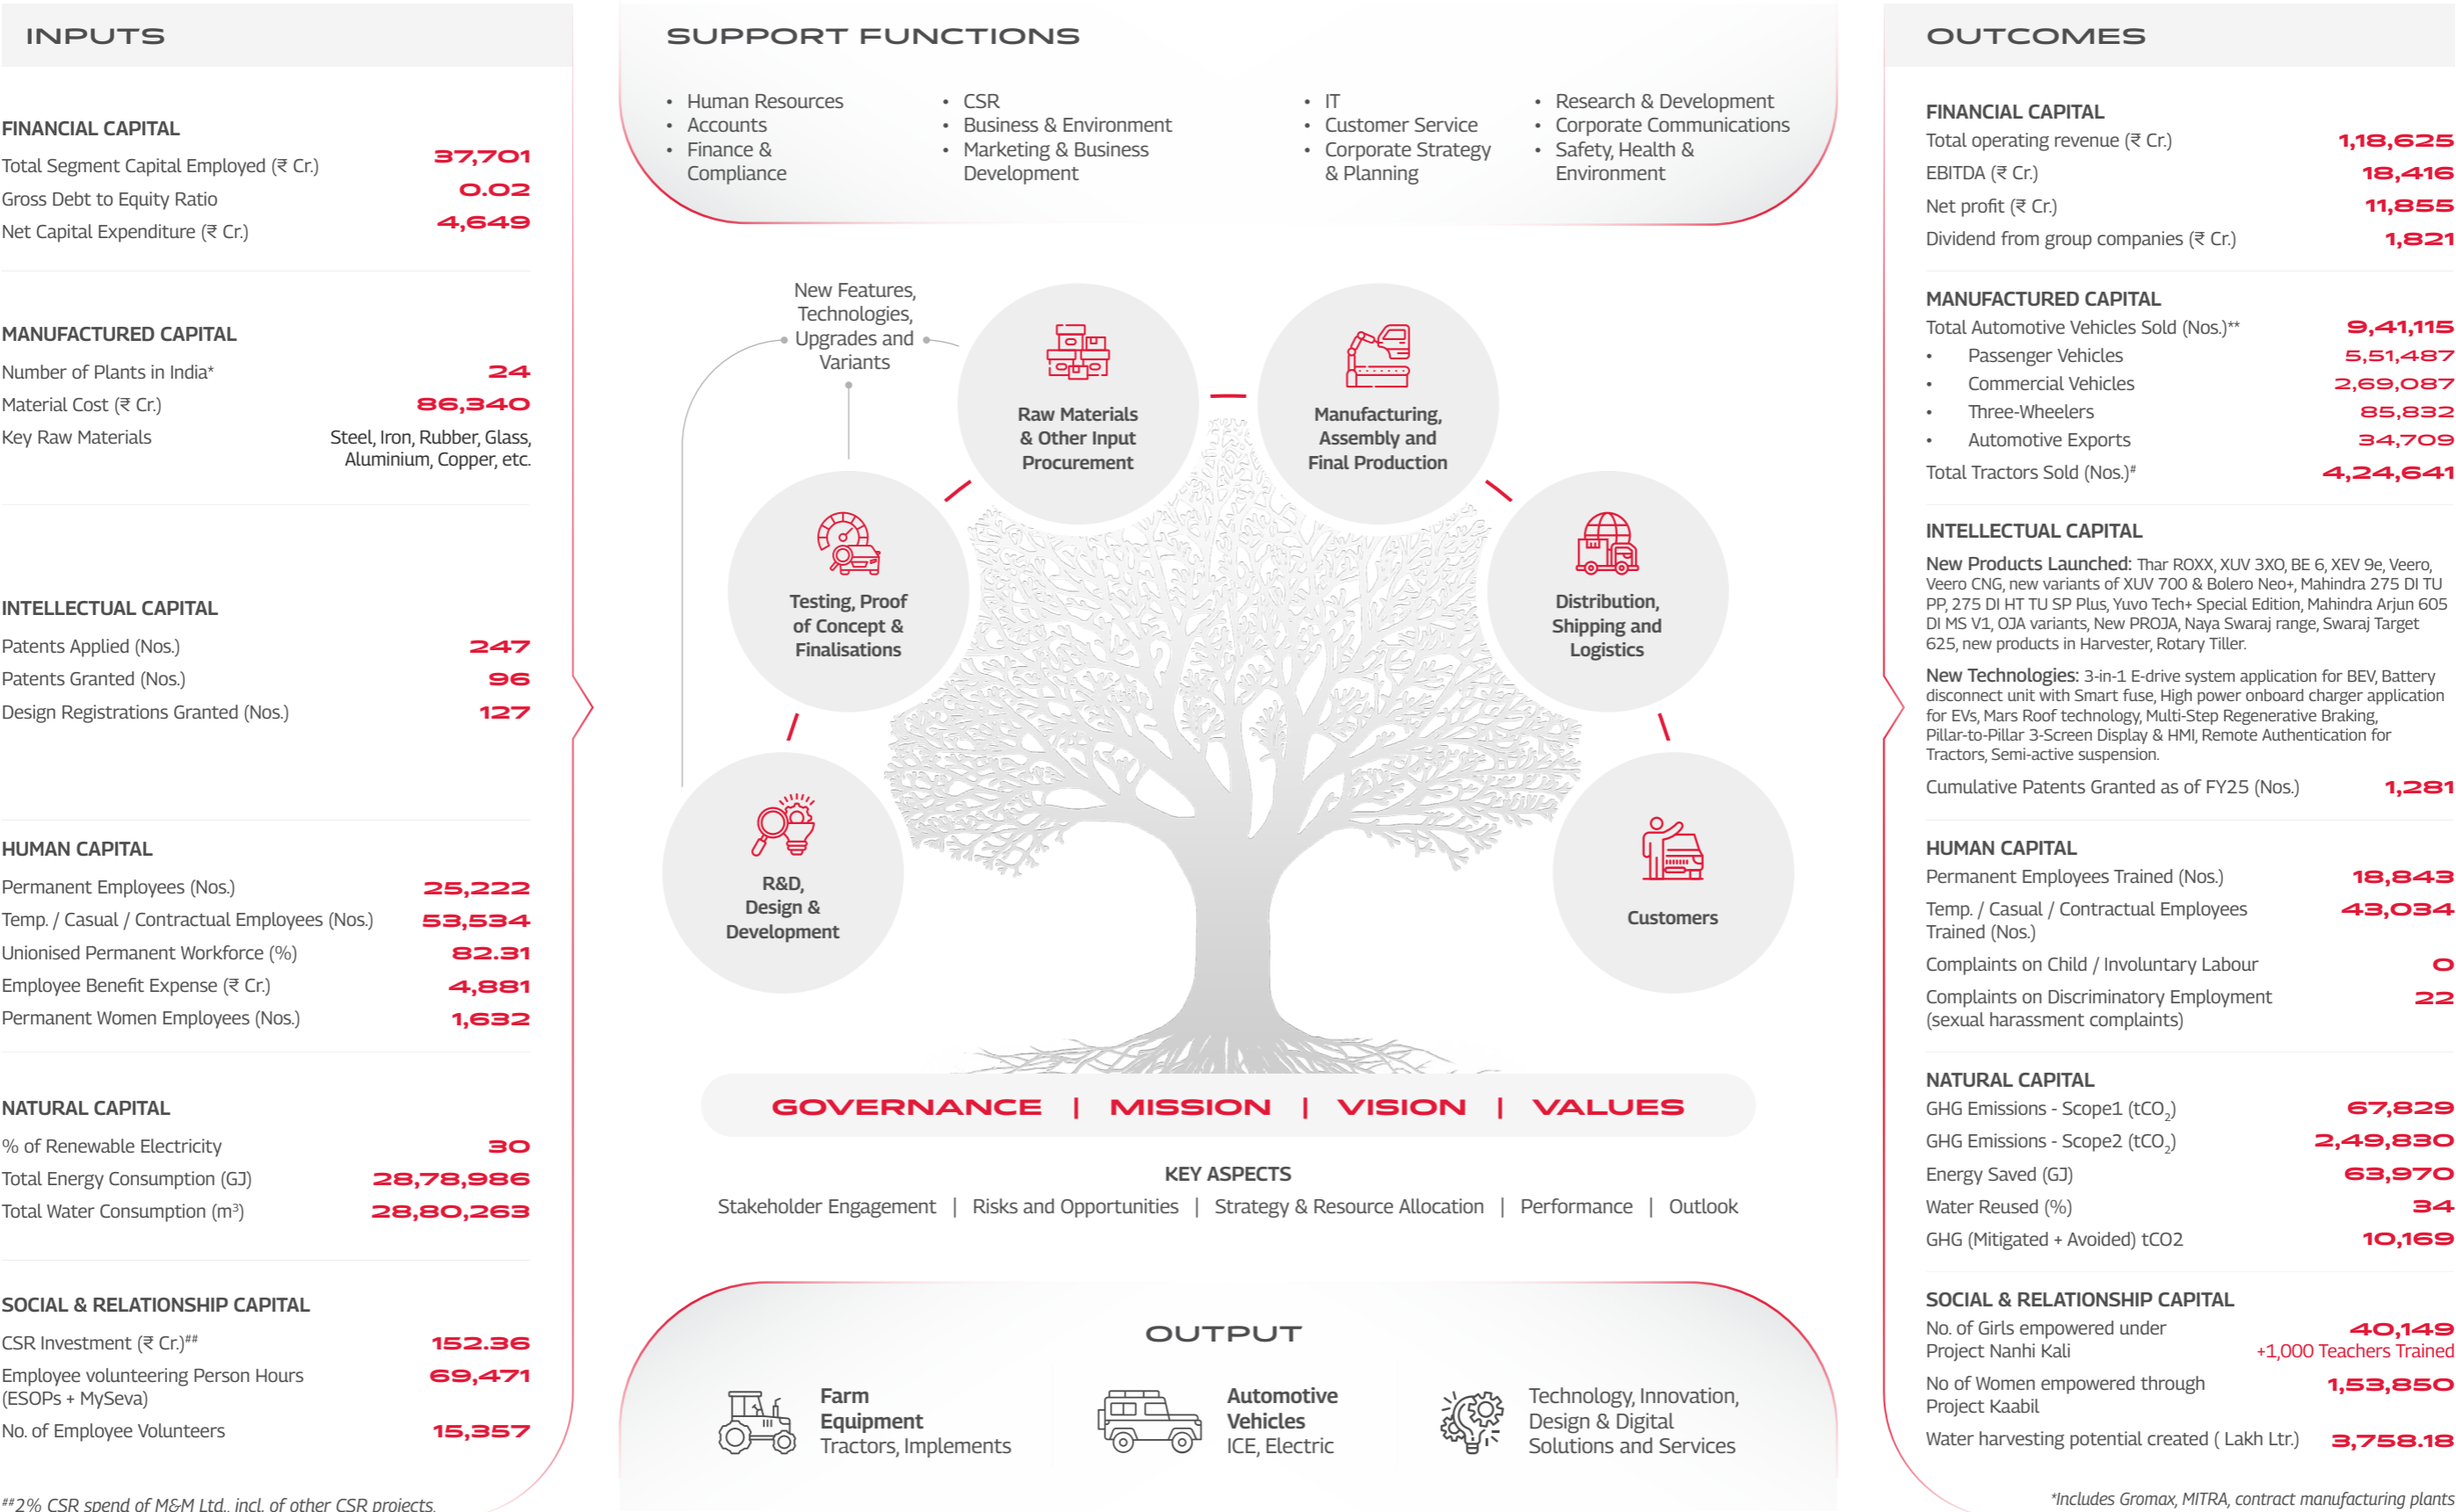 INPUTS
FINANCIAL CAPITAL
Total Segment Capital Employed (₹ Cr.) 37,701
Gross Debt to Equity Ratio 0.02
Net Capital Expenditure (₹ Cr.) 4,649
MANUFACTURED CAPITAL
Number of Plants in India* 24
Material Cost (₹ Cr.) 86,340
Key Raw Materials Steel, Iron, Rubber, Glass,
Aluminium, Copper, etc.
INTELLECTUAL CAPITAL
Patents Applied (Nos.) 247
Patents Granted (Nos.) 96
Design Registrations Granted (Nos.) 127
HUMAN CAPITAL
Permanent Employees (Nos.) 25,222
Temp. / Casual / Contractual Employees (Nos.) 53,534
Unionised Permanent Workforce (%) 82.31
Employee Benefit Expense (₹ Cr.) 4,881
Permanent Women Employees (Nos.) 1,632
NATURAL CAPITAL
% of Renewable Electricity 30
Total Energy Consumption (GJ) 28,78,986
Total Water Consumption (m³) 28,80,263
SOCIAL & RELATIONSHIP CAPITAL
CSR Investment (₹ Cr.)## 152.36
Employee volunteering Person Hours 69,471
(ESOPs + MySeva)
No. of Employee Volunteers 15,357
##2% CSR spend of M&M Ltd., incl. of other CSR projects.
SUPPORT FUNCTIONS
• Human Resources
• Accounts
• Finance &
Compliance
• CSR
• Business & Environment
• Marketing & Business
Development
• IT
• Customer Service
• Corporate Strategy
& Planning
• Research & Development
• Corporate Communications
• Safety, Health &
Environment
New Features,
Technologies,
Upgrades and
Variants
Raw Materials
& Other Input
Procurement
Manufacturing,
Assembly and
Final Production
Testing, Proof
of Concept &
Finalisations
Distribution,
Shipping and
Logistics
R&D,
Design &
Development
Customers
GOVERNANCE | MISSION | VISION | VALUES
KEY ASPECTS
Stakeholder Engagement | Risks and Opportunities | Strategy & Resource Allocation | Performance | Outlook
OUTPUT
Farm
Equipment
Tractors, Implements
Automotive
Vehicles
ICE, Electric
Technology, Innovation,
Design & Digital
Solutions and Services
OUTCOMES
FINANCIAL CAPITAL
Total operating revenue (₹ Cr.) 1,18,625
EBITDA (₹ Cr.) 18,416
Net profit (₹ Cr.) 11,855
Dividend from group companies (₹ Cr.) 1,821
MANUFACTURED CAPITAL
Total Automotive Vehicles Sold (Nos.)** 9,41,115
• Passenger Vehicles 5,51,487
• Commercial Vehicles 2,69,087
• Three-Wheelers 85,832
• Automotive Exports 34,709
Total Tractors Sold (Nos.)# 4,24,641
INTELLECTUAL CAPITAL
New Products Launched: Thar ROXX, XUV 3XO, BE 6, XEV 9e, Veero,
Veero CNG, new variants of XUV 700 & Bolero Neo+, Mahindra 275 DI TU
PP, 275 DI HT TU SP Plus, Yuvo Tech+ Special Edition, Mahindra Arjun 605
DI MS V1, OJA variants, New PROJA, Naya Swaraj range, Swaraj Target
625, new products in Harvester, Rotary Tiller.
New Technologies: 3-in-1 E-drive system application for BEV, Battery
disconnect unit with Smart fuse, High power onboard charger application
for EVs, Mars Roof technology, Multi-Step Regenerative Braking,
Pillar-to-Pillar 3-Screen Display & HMI, Remote Authentication for
Tractors, Semi-active suspension.
Cumulative Patents Granted as of FY25 (Nos.) 1,281
HUMAN CAPITAL
Permanent Employees Trained (Nos.) 18,843
Temp. / Casual / Contractual Employees 43,034
Trained (Nos.)
Complaints on Child / Involuntary Labour 0
Complaints on Discriminatory Employment 22
(sexual harassment complaints)
NATURAL CAPITAL
GHG Emissions - Scope1 (tCO₂) 67,829
GHG Emissions - Scope2 (tCO₂) 2,49,830
Energy Saved (GJ) 63,970
Water Reused (%) 34
GHG (Mitigated + Avoided) tCO2 10,169
SOCIAL & RELATIONSHIP CAPITAL
No. of Girls empowered under 40,149
Project Nanhi Kali +1,000 Teachers Trained
No of Women empowered through 1,53,850
Project Kaabil
Water harvesting potential created ( Lakh Ltr.) 3,758.18
*Includes Gromax, MITRA, contract manufacturing plants